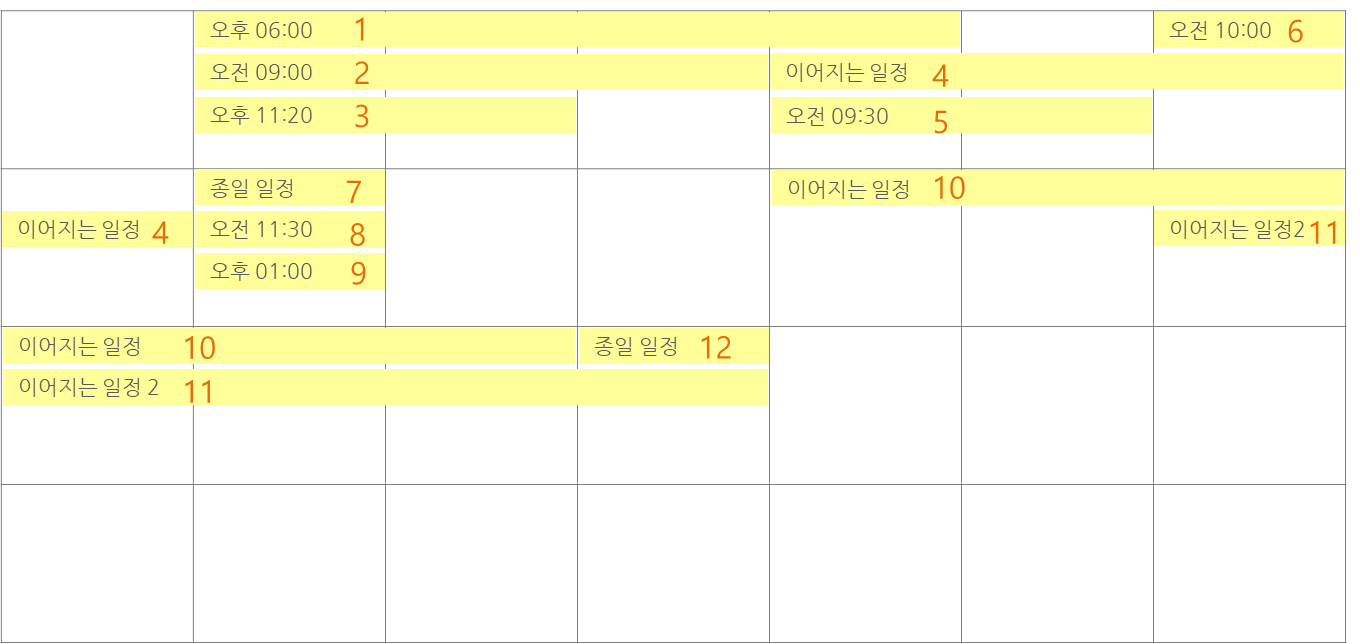 오후 06:00 1 오전 10:00 6
오전 09:00 2 이어지는 일정 4
오후 11:20 3 오전 09:30 5
종일 일정 7 이어지는 일정 10
이어지는 일정 4 오전 11:30 8 이어지는 일정2 11
오후 01:00 9
이어지는 일정 10 종일 일정 12
이어지는 일정 2 11